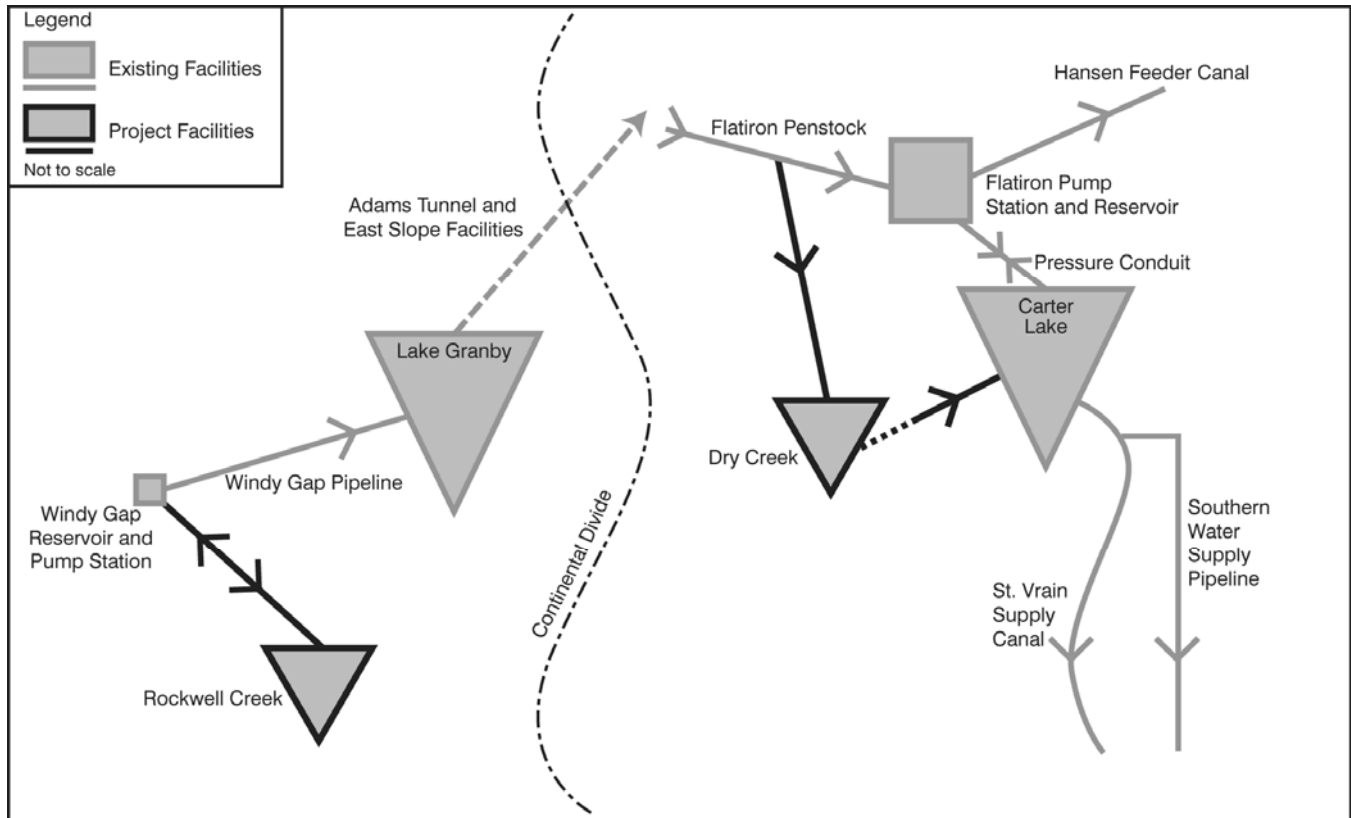 Legend
Existing Facilities
Project Facilities
Not to scale
Hansen Feeder Canal
Flatiron Penstock
Flatiron Pump
Station and Reservoir
Adams Tunnel and
East Slope Facilities
Pressure Conduit
Carter
Lake
Lake Granby
Dry Creek
Windy Gap Pipeline
Windy Gap
Reservoir and
Pump Station
Continental Divide
Southern
Water
Supply
Pipeline
St. Vrain
Supply
Canal
Rockwell Creek